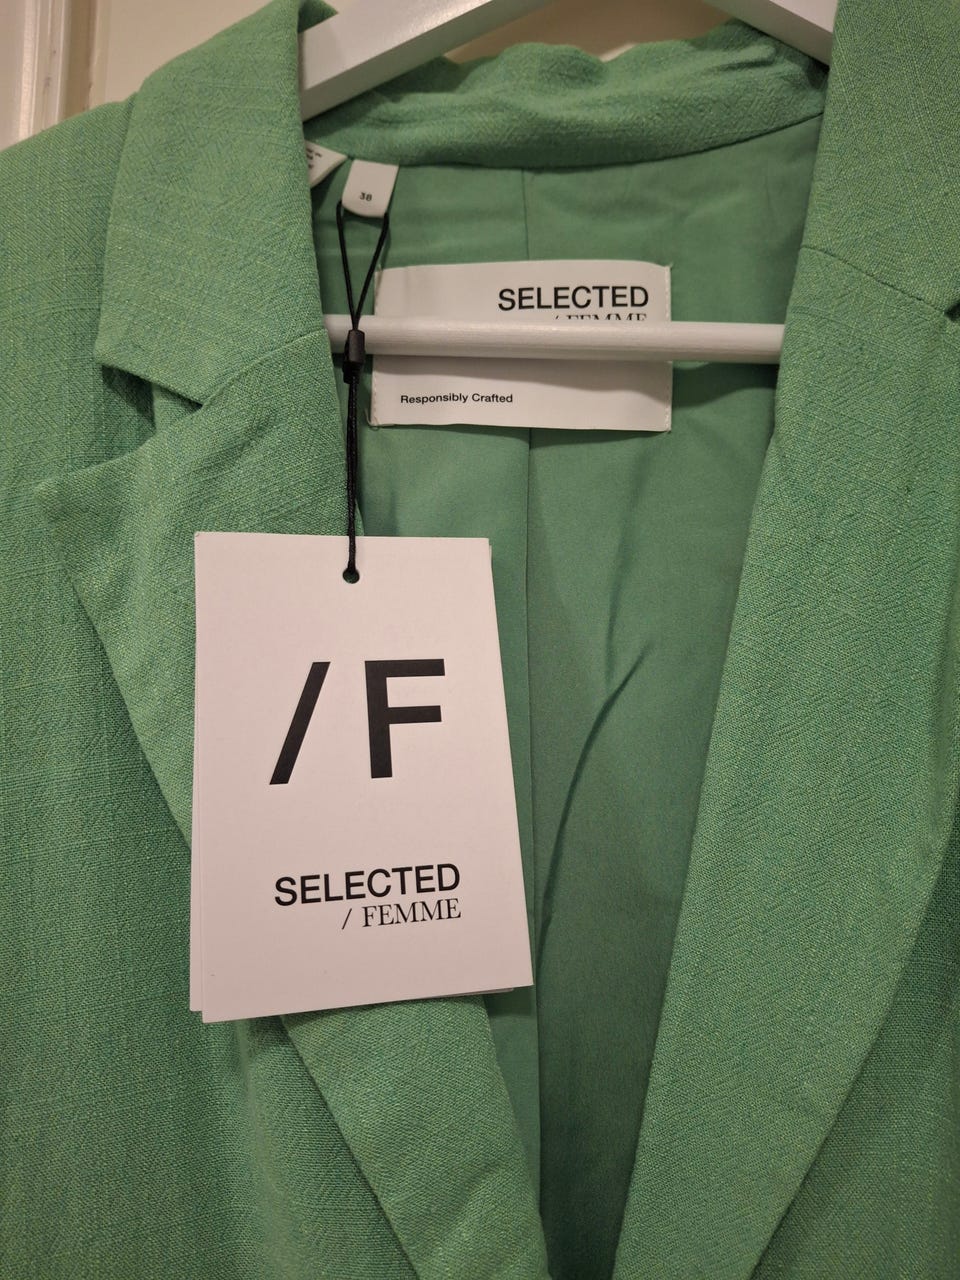 38
SELECTED
/ FEMME
Responsibly Crafted
/F
SELECTED
/ FEMME